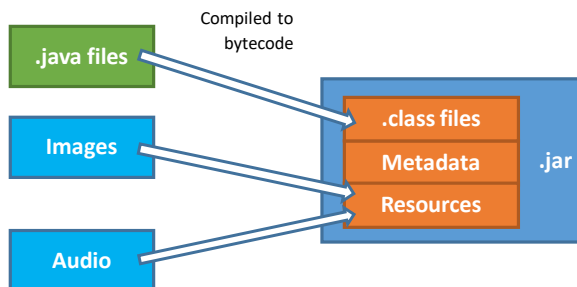 Compiled to
bytecode
.java files
Images
Audio
.class files
Metadata
Resources
.jar